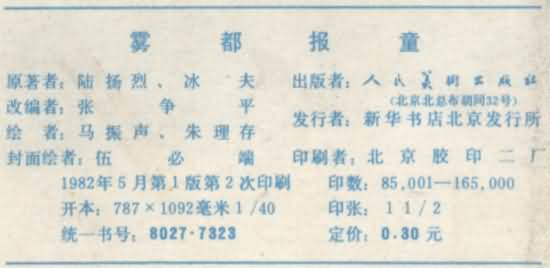 雾都报童
原著者：陆扬烈、冰夫
改编者：张争平
绘者：马振声、朱理存
封面绘者：伍必端
1982年5月第1版第2次印刷
开本：787×1092毫米1/40
统一书号：8027·7323
出版者：人民美术出版社
（北京北总布胡同32号）
发行者：新华书店北京发行所
印刷者：北京胶印二厂
印数：85,001—165,000
印张：1 1/2
定价：0.30元